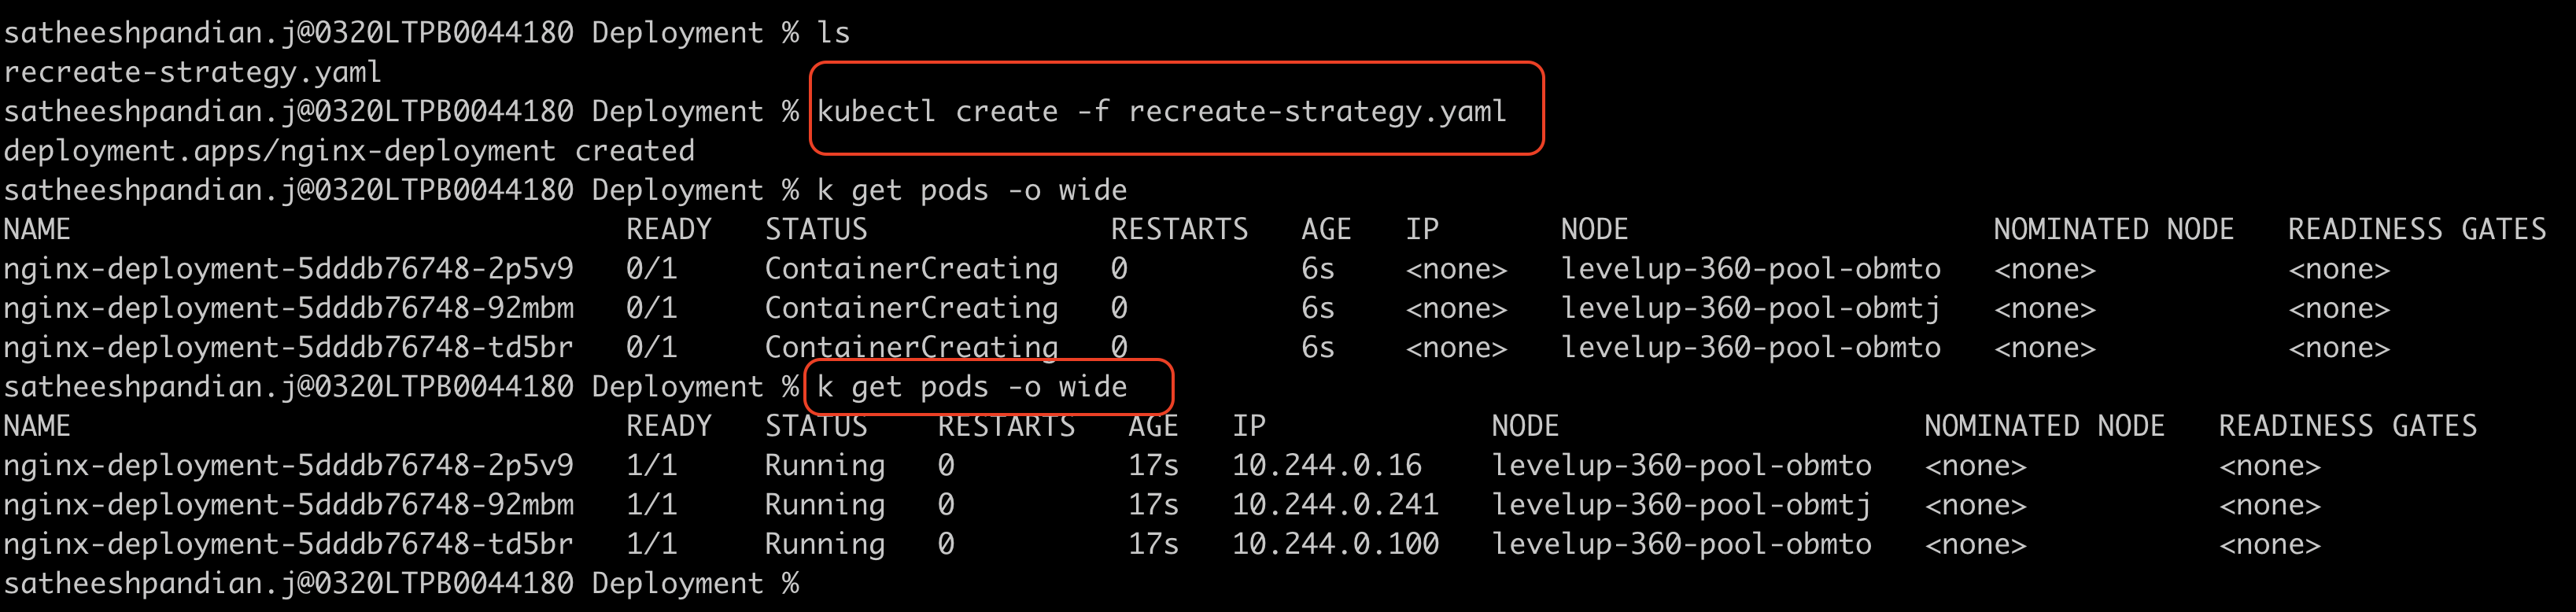 satheeshpandian.j@0320LTPB0044180 Deployment % ls
recreate-strategy.yaml
satheeshpandian.j@0320LTPB0044180 Deployment % kubectl create -f recreate-strategy.yaml
deployment.apps/nginx-deployment created
satheeshpandian.j@0320LTPB0044180 Deployment % k get pods -o wide
NAME READY STATUS RESTARTS AGE IP NODE NOMINATED NODE READINESS GATES
nginx-deployment-5dddb76748-2p5v9 0/1 ContainerCreating 0 6s <none> levelup-360-pool-obmto <none> <none>
nginx-deployment-5dddb76748-92mbm 0/1 ContainerCreating 0 6s <none> levelup-360-pool-obmtj <none> <none>
nginx-deployment-5dddb76748-td5br 0/1 ContainerCreating 0 6s <none> levelup-360-pool-obmto <none> <none>
satheeshpandian.j@0320LTPB0044180 Deployment % k get pods -o wide
NAME READY STATUS RESTARTS AGE IP NODE NOMINATED NODE READINESS GATES
nginx-deployment-5dddb76748-2p5v9 1/1 Running 0 17s 10.244.0.16 levelup-360-pool-obmto <none> <none>
nginx-deployment-5dddb76748-92mbm 1/1 Running 0 17s 10.244.0.241 levelup-360-pool-obmtj <none> <none>
nginx-deployment-5dddb76748-td5br 1/1 Running 0 17s 10.244.0.100 levelup-360-pool-obmto <none> <none>
satheeshpandian.j@0320LTPB0044180 Deployment %